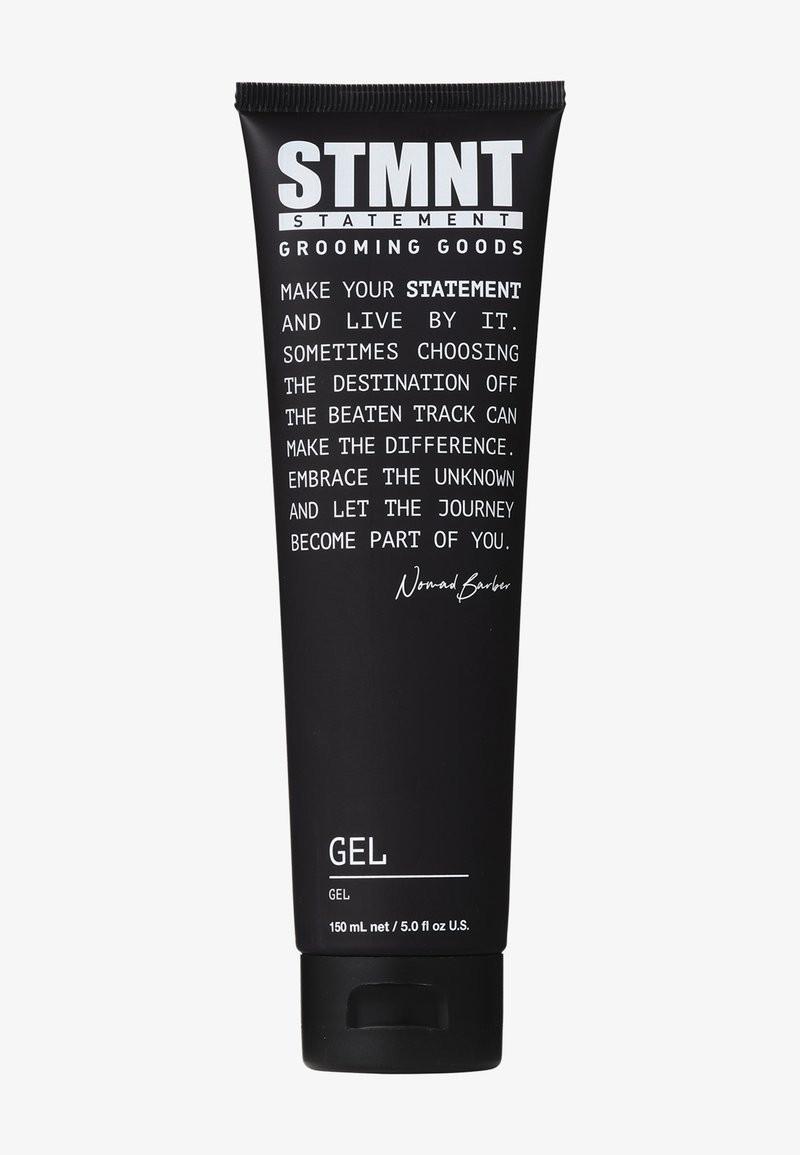 STMNT
STATEMENT
GROOMING GOODS
MAKE YOUR STATEMENT
AND LIVE BY IT.
SOMETIMES CHOOSING
THE DESTINATION OFF
THE BEATEN TRACK CAN
MAKE THE DIFFERENCE.
EMBRACE THE UNKNOWN
AND LET THE JOURNEY
BECOME PART OF YOU.
Nomad Barber
GEL
GEL
150 mL net / 5.0 fl oz U.S.